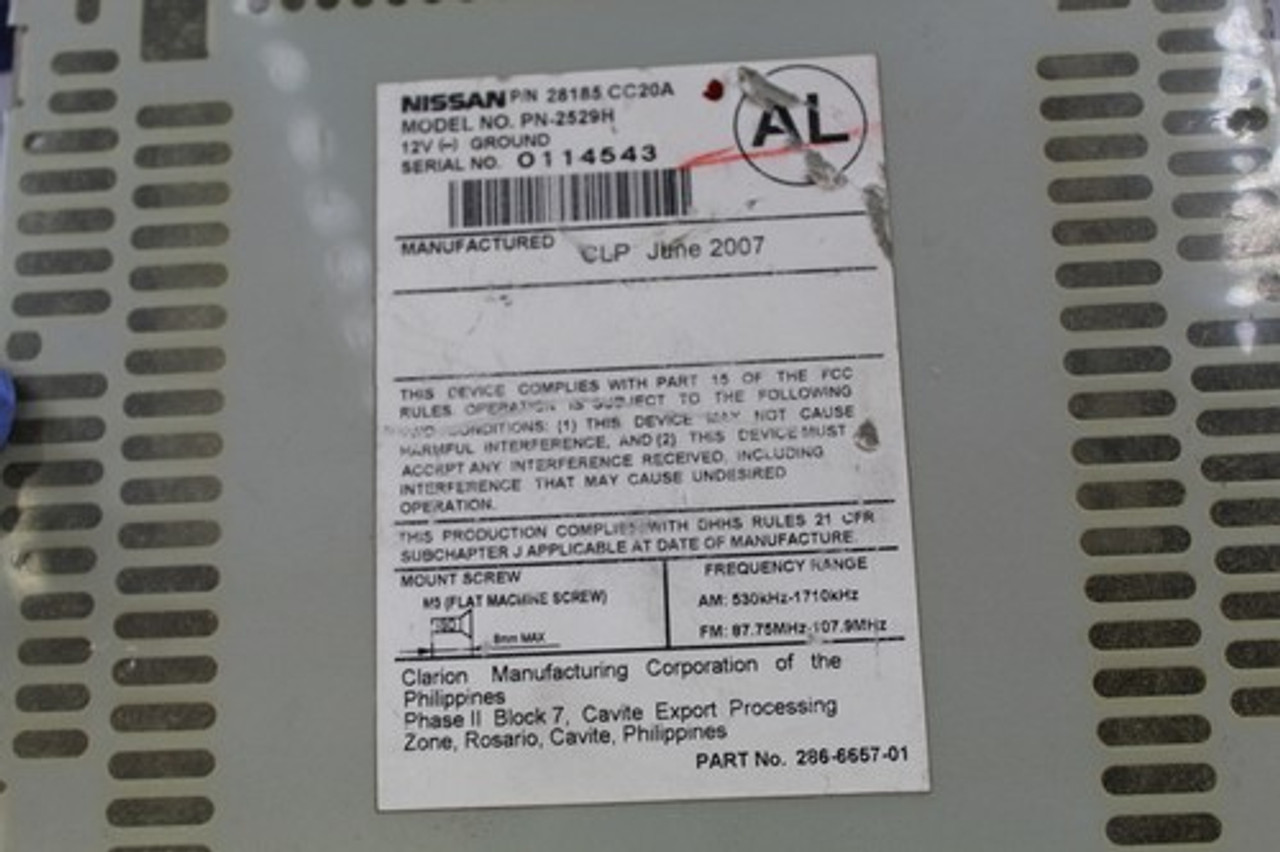 NISSAN P/N 28185 CC20A
MODEL NO. PN-2529H
12V (-) GROUND
SERIAL NO. 0114543
AL
MANUFACTURED CLP June 2007
THIS DEVICE COMPLIES WITH PART 15 OF THE FCC
RULES OPERATION IS SUBJECT TO THE FOLLOWING
TWO CONDITIONS: (1) THIS DEVICE MAY NOT CAUSE
HARMFUL INTERFERENCE, AND (2) THIS DEVICE MUST
ACCEPT ANY INTERFERENCE RECEIVED, INCLUDING
INTERFERENCE THAT MAY CAUSE UNDESIRED
OPERATION.
THIS PRODUCTION COMPLIES WITH DHHS RULES 21 CFR
SUBCHAPTER J APPLICABLE AT DATE OF MANUFACTURE.
MOUNT SCREW
M5 (FLAT MACHINE SCREW)
8mm MAX
FREQUENCY RANGE
AM: 530kHz-1710kHz
FM: 87.75MHz-107.9MHz
Clarion Manufacturing Corporation of the
Philippines
Phase II Block 7, Cavite Export Processing
Zone, Rosario, Cavite, Philippines
PART No. 286-6657-01